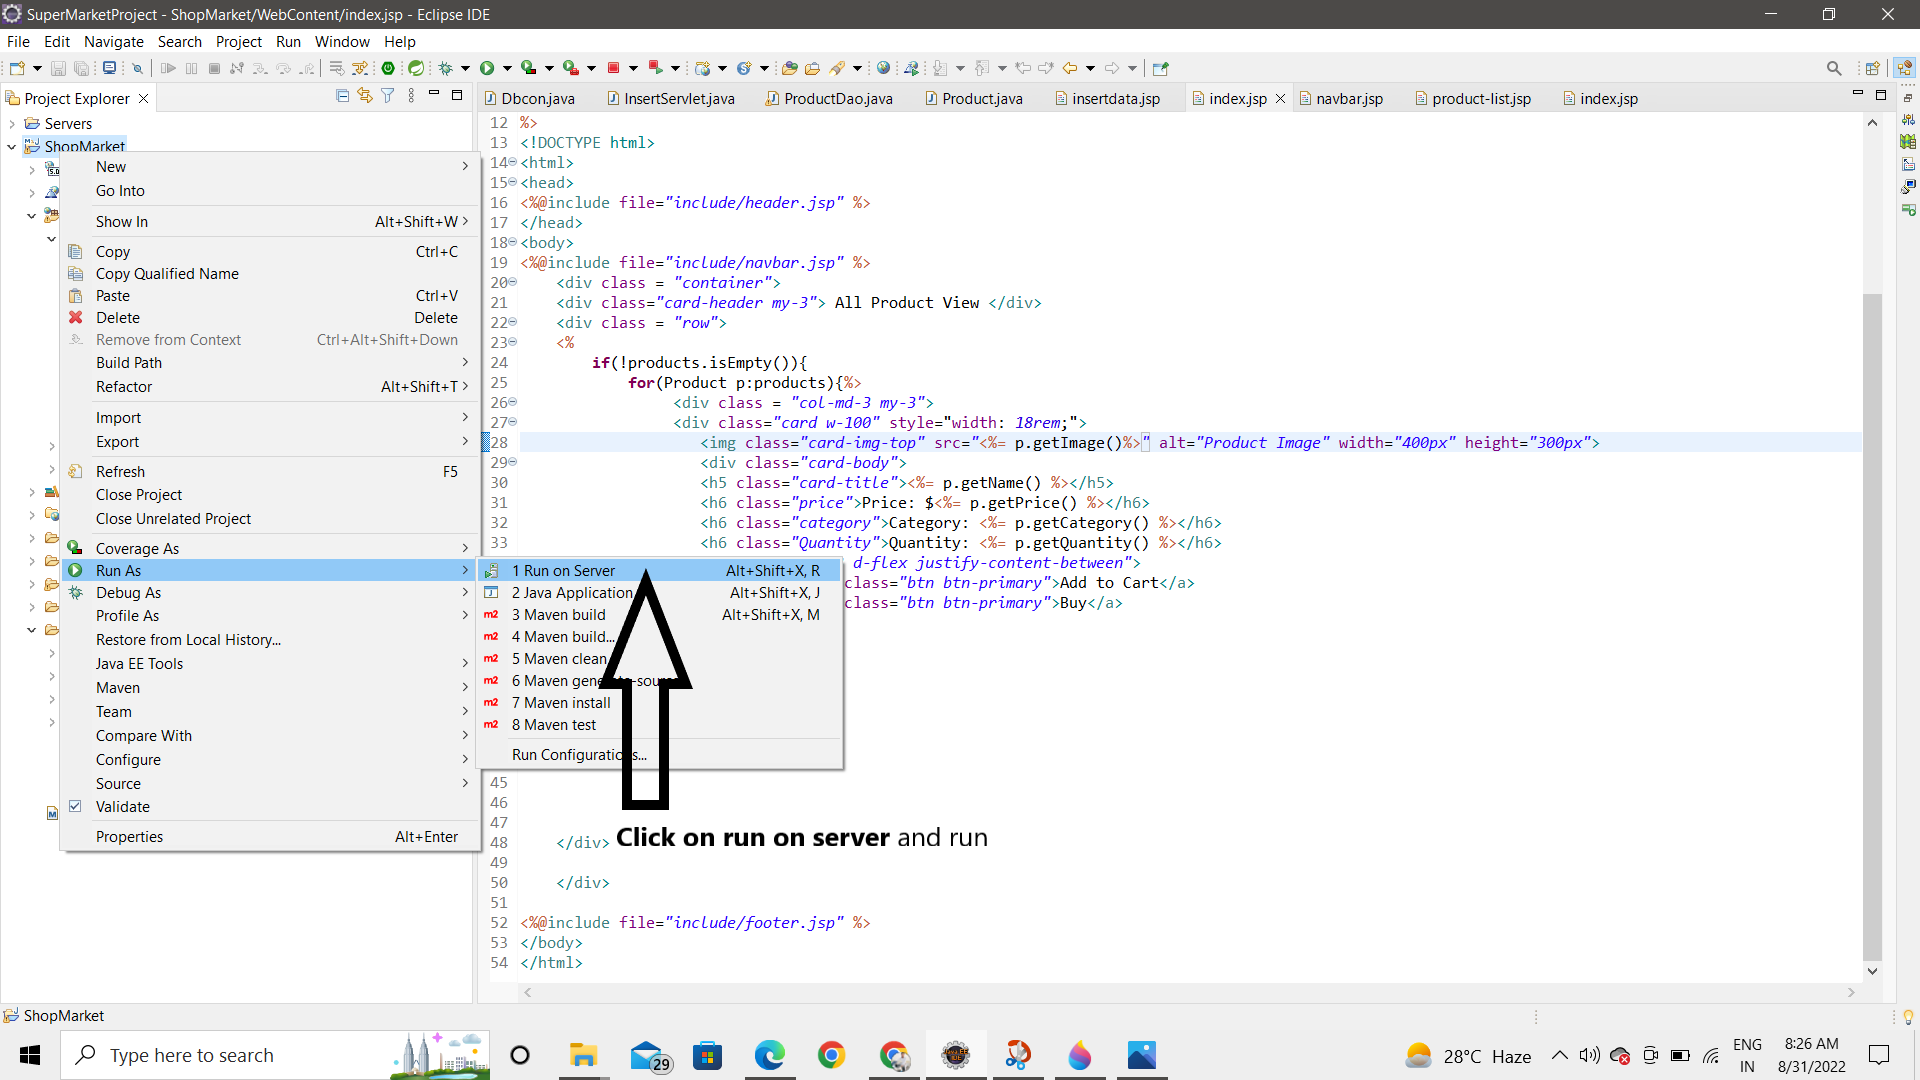 SuperMarketProject - ShopMarket/WebContent/index.jsp - Eclipse IDE
File Edit Navigate Search Project Run Window Help
Project Explorer
Dbcon.java InsertServlet.java ProductDao.java Product.java insertdata.jsp index.jsp navbar.jsp product-list.jsp index.jsp
Servers
ShopMarket
New
Go Into
Show In Alt+Shift+W
Copy Ctrl+C
Copy Qualified Name
Paste Ctrl+V
Delete Delete
Remove from Context Ctrl+Alt+Shift+Down
Build Path
Refactor Alt+Shift+T
Import
Export
Refresh F5
Close Project
Close Unrelated Project
Coverage As
Run As
Debug As
Profile As
Restore from Local History...
Java EE Tools
Maven
Team
Compare With
Configure
Source
Validate
Properties Alt+Enter
1 Run on Server Alt+Shift+X, R
2 Java Application Alt+Shift+X, J
3 Maven build Alt+Shift+X, M
4 Maven build...
5 Maven clean
6 Maven
7 Maven install
8 Maven test
Run
12 %>
13 <!DOCTYPE html>
14 <html>
15 <head>
16 <%@include file="include/header.jsp" %>
17 </head>
18 <body>
19 <%@include file="include/navbar.jsp" %>
20 <div class = "container">
21 <div class="card-header my-3"> All Product View </div>
22 <div class = "row">
23 <%
24 if(!products.isEmpty()){
25 for(Product p:products){%>
26 <div class = "col-md-3 my-3">
27 <div class="card w-100" style="width: 18rem;">
28 <img class="card-img-top" src="<%= p.getImage()%>" alt="Product Image" width="400px" height="300px">
29 <div class="card-body">
30 <h5 class="card-title"><%= p.getName() %></h5>
31 <h6 class="price">Price: $<%= p.getPrice() %></h6>
32 <h6 class="category">Category: <%= p.getCategory() %></h6>
33 <h6 class="Quantity">Quantity: <%= p.getQuantity() %></h6>
d-flex justify-content-between">
class="btn btn-primary">Add to Cart</a>
class="btn btn-primary">Buy</a>
45
46
47
48 </div>
Click on run on server and run
49
50 </div>
51
52 <%@include file="include/footer.jsp" %>
53 </body>
54 </html>
ShopMarket
Type here to search
29
28°C Haze
ENG
IN
8:26 AM
8/31/2022